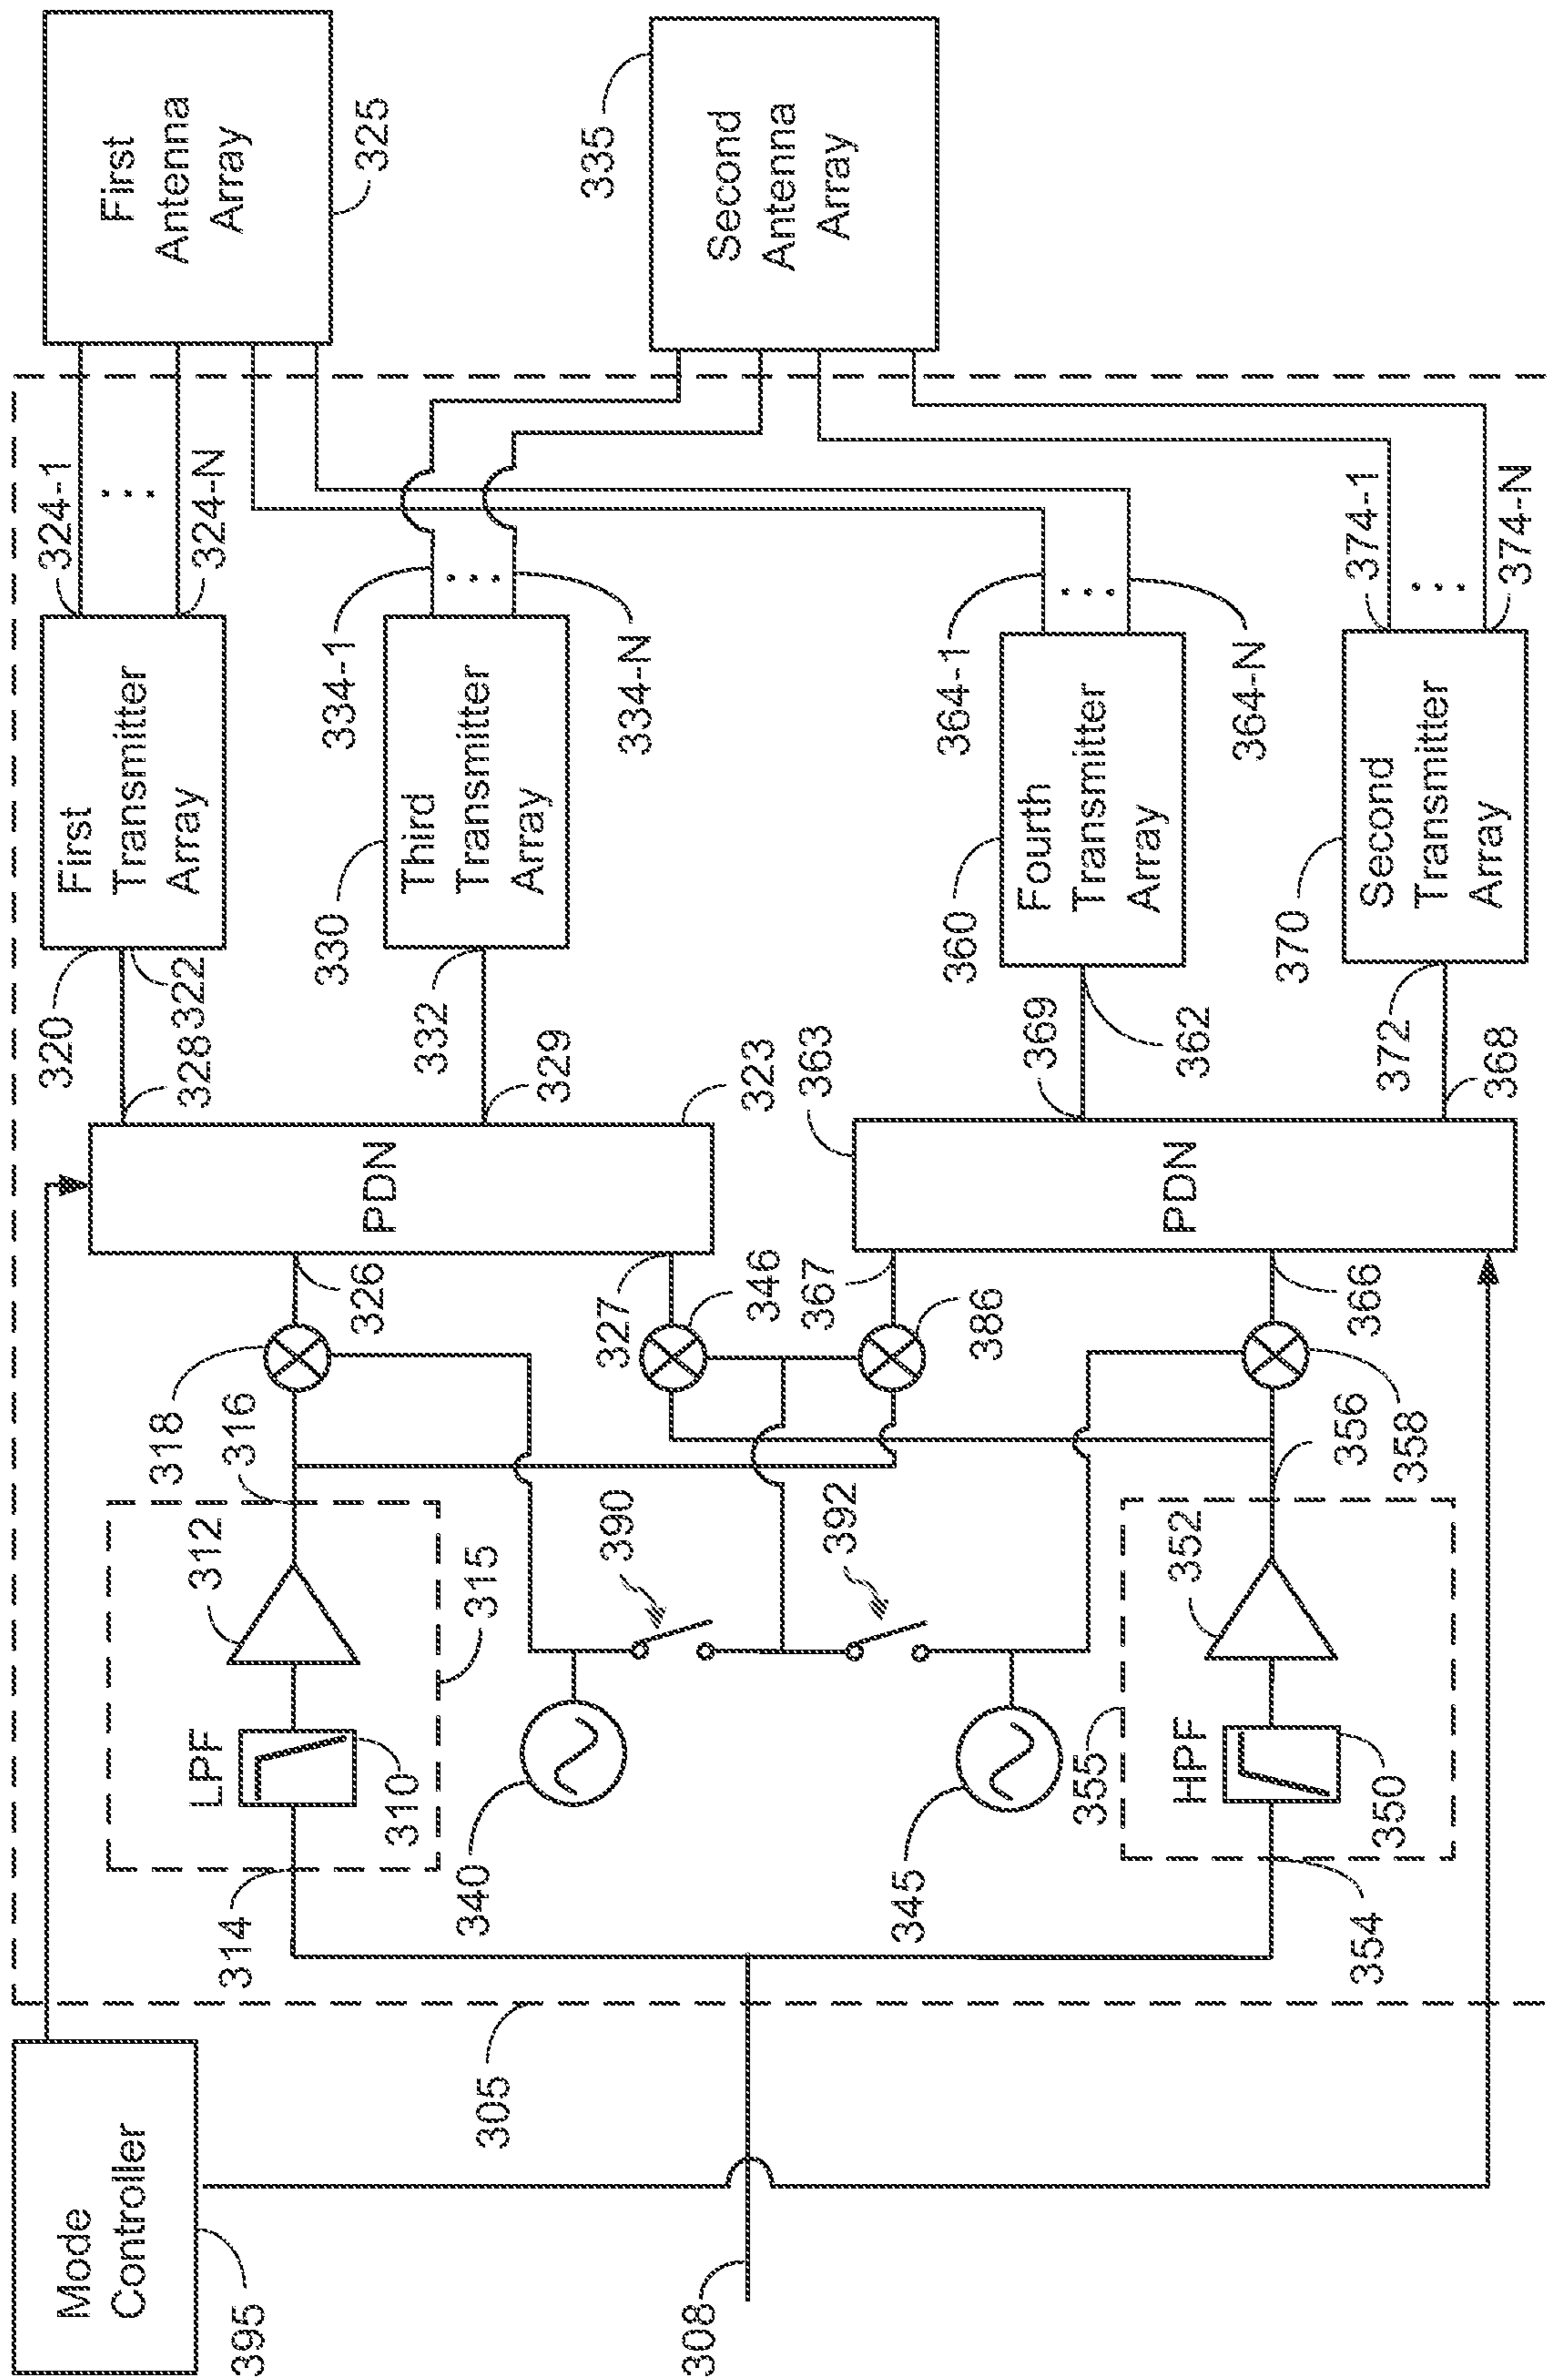 Mode
Controller
395
308
305
314
LPF
310
312
315
316
318
340
345
390
392
355
HPF
350
352
354
356
358
326
327
346
367
386
366
PDN
323
328
329
PDN
363
369
368
320
322
First
Transmitter
Array
324-1
324-N
330
332
Third
Transmitter
Array
334-1
334-N
360
362
Fourth
Transmitter
Array
364-1
364-N
370
372
Second
Transmitter
Array
374-1
374-N
First
Antenna
Array
325
335
Second
Antenna
Array